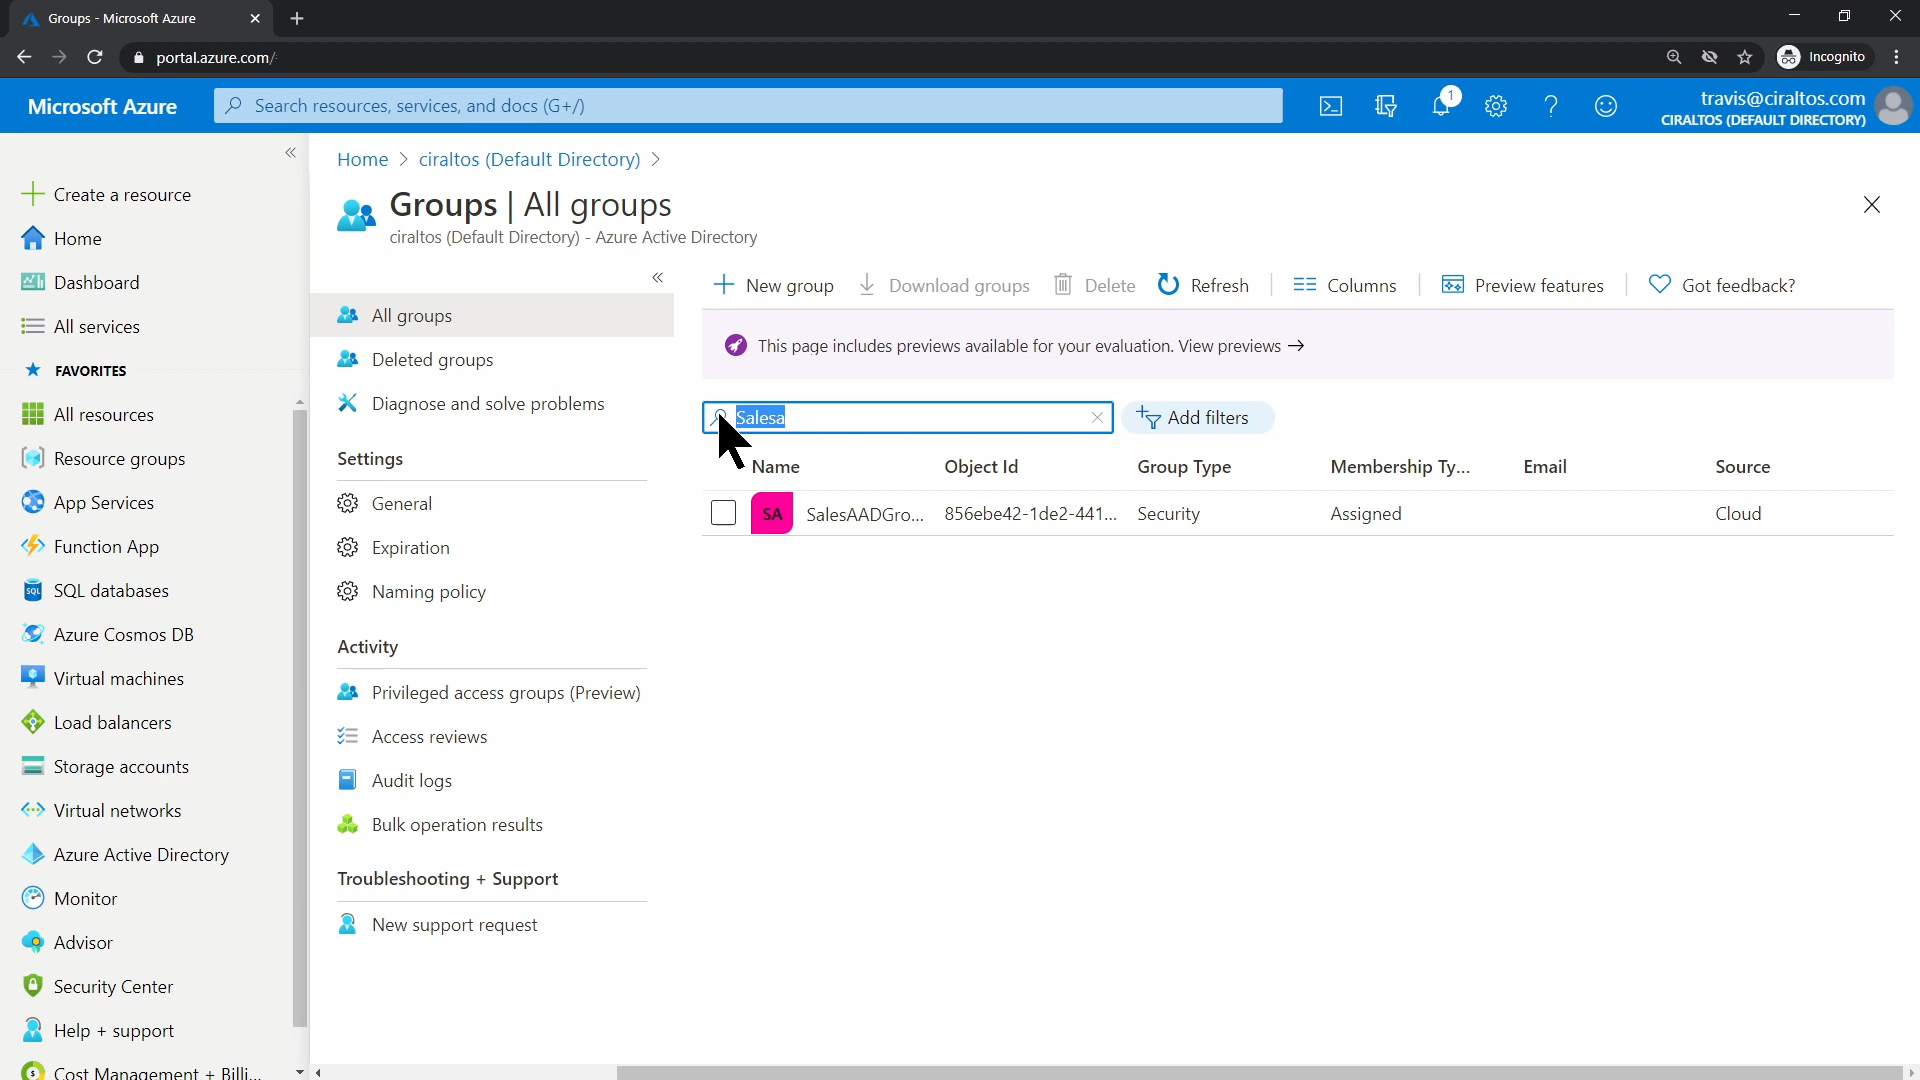 Groups - Microsoft Azure
portal.azure.com/
Incognito
Microsoft Azure
Search resources, services, and docs (G+/)
1
travis@ciraltos.com
CIRALTOS (DEFAULT DIRECTORY)
Home
ciraltos (Default Directory)
Groups | All groups
ciraltos (Default Directory) - Azure Active Directory
Create a resource
Home
Dashboard
All services
FAVORITES
All resources
Resource groups
App Services
Function App
SQL
SQL databases
Azure Cosmos DB
Virtual machines
Load balancers
Storage accounts
Virtual networks
Azure Active Directory
Monitor
Advisor
Security Center
Help + support
Cost Management + Billi...
All groups
Deleted groups
Diagnose and solve problems
Settings
General
Expiration
Naming policy
Activity
Privileged access groups (Preview)
Access reviews
Audit logs
Bulk operation results
Troubleshooting + Support
New support request
New group
Download groups
Delete
Refresh
Columns
Preview features
Got feedback?
This page includes previews available for your evaluation. View previews →
Salesa
Add filters
Name Object Id Group Type Membership Ty... Email Source
SA SalesAADGro... 856ebe42-1de2-441... Security Assigned Cloud